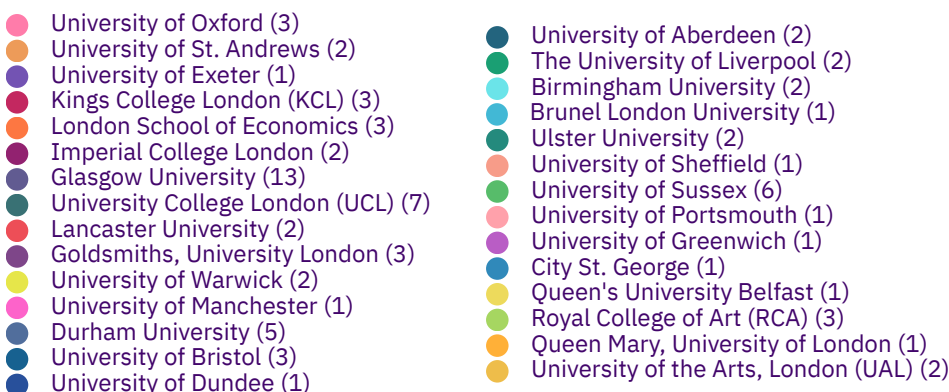 University of Oxford (3)
University of St. Andrews (2)
University of Exeter (1)
Kings College London (KCL) (3)
London School of Economics (3)
Imperial College London (2)
Glasgow University (13)
University College London (UCL) (7)
Lancaster University (2)
Goldsmiths, University London (3)
University of Warwick (2)
University of Manchester (1)
Durham University (5)
University of Bristol (3)
University of Dundee (1)
University of Aberdeen (2)
The University of Liverpool (2)
Birmingham University (2)
Brunel London University (1)
Ulster University (2)
University of Sheffield (1)
University of Sussex (6)
University of Portsmouth (1)
University of Greenwich (1)
City St. George (1)
Queen's University Belfast (1)
Royal College of Art (RCA) (3)
Queen Mary, University of London (1)
University of the Arts, London (UAL) (2)